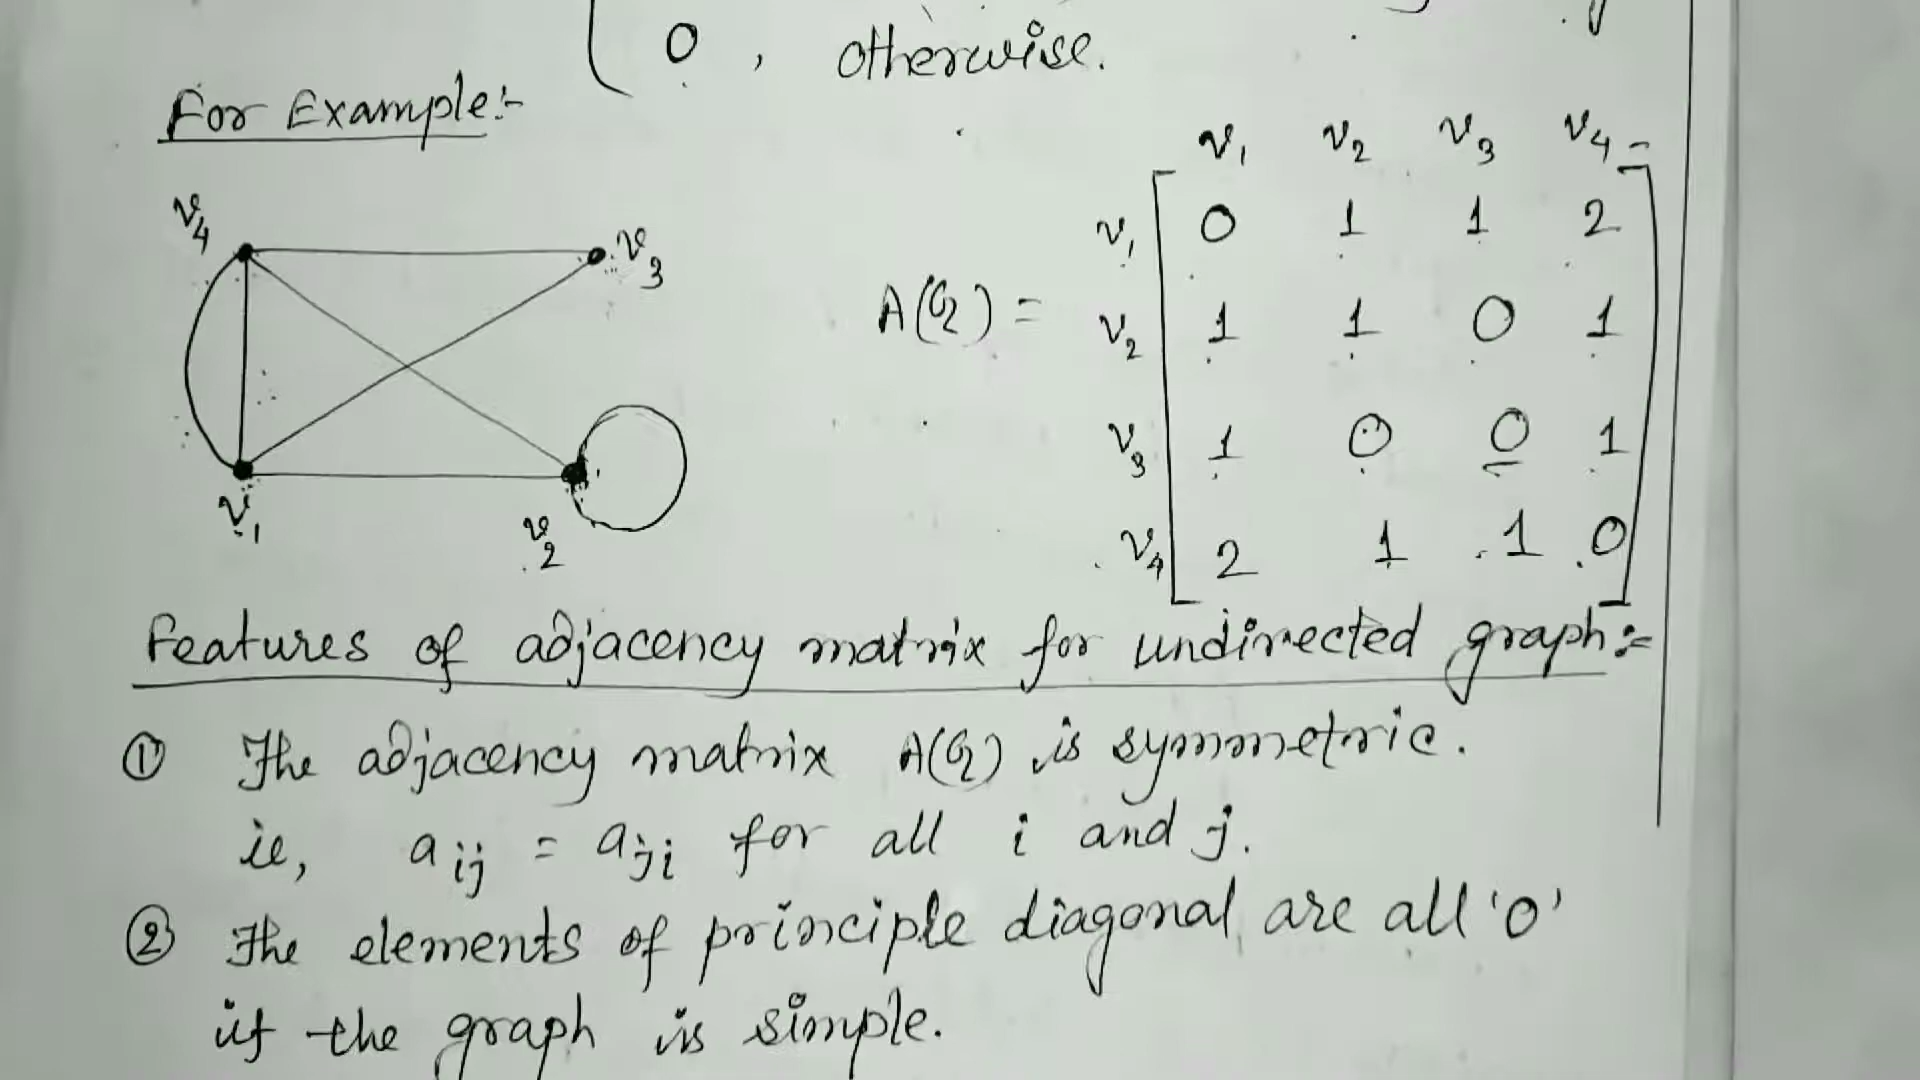 0 , otherwise.
For Example:-
v4
v3
v1
v2
v1 v2 v3 v4
v1 0 1 1 2
A(G) = v2 1 1 0 1
v3 1 0 0 1
v4 2 1 1 0
Features of adjacency matrix for undirected graph:-
① The adjacency matrix A(G) is symmetric.
ie, aij = aji for all i and j.
② The elements of principle diagonal are all '0'
if the graph is simple.